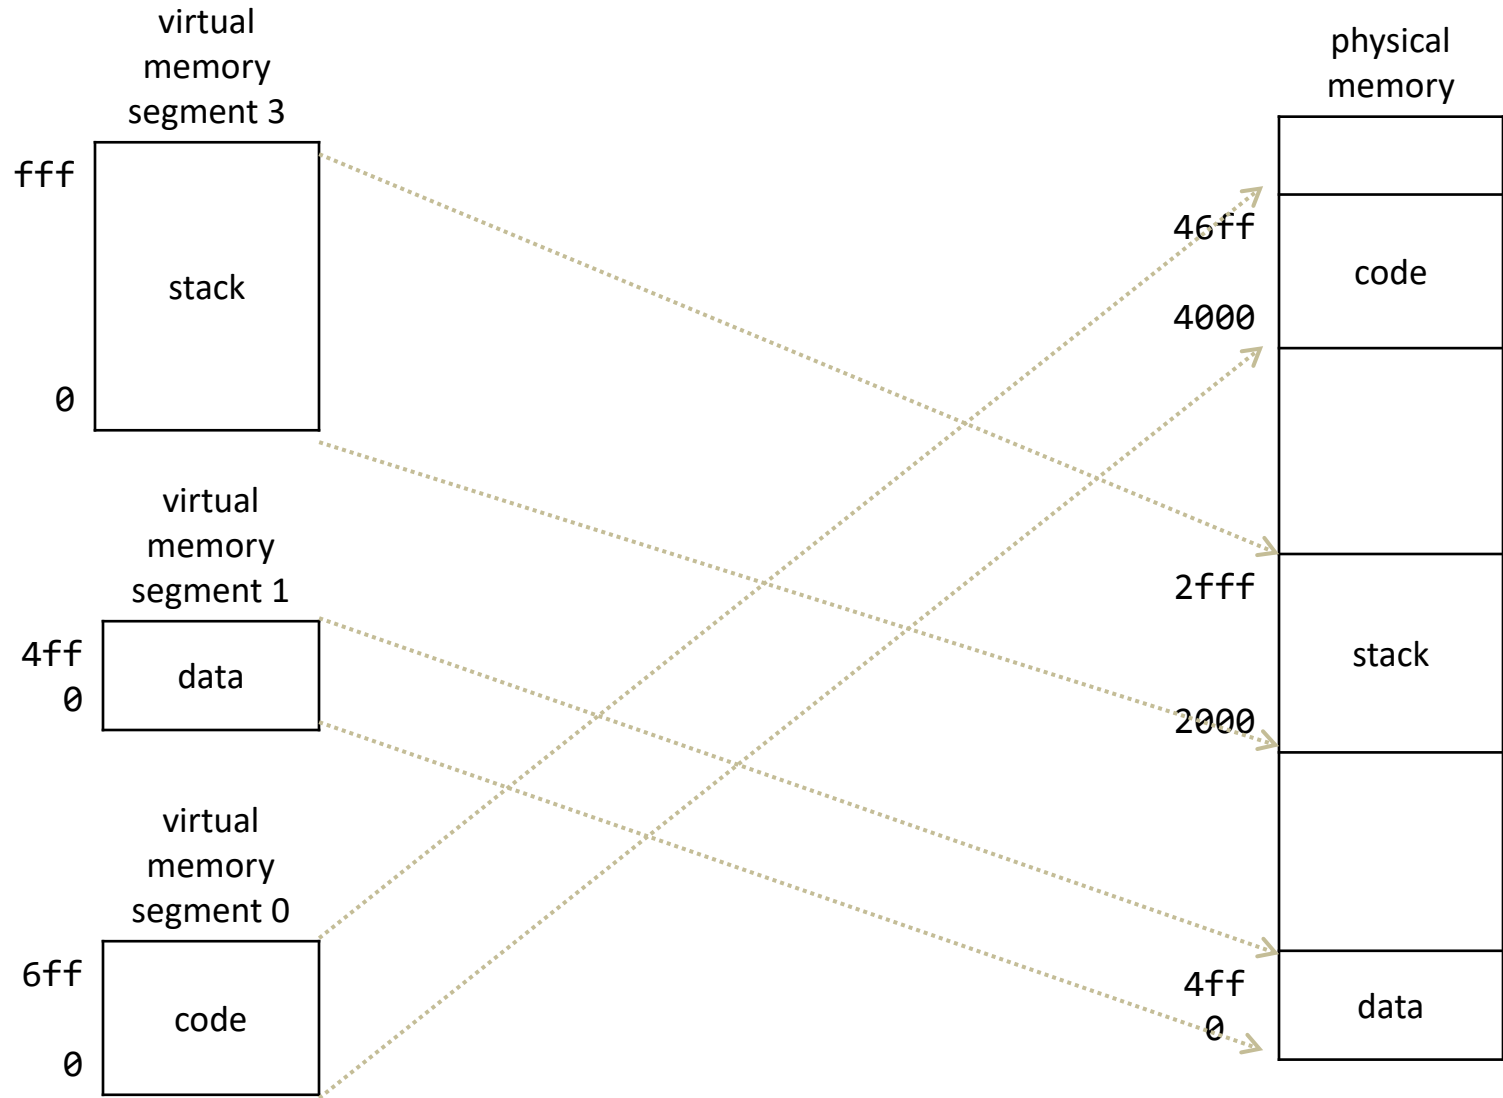 virtual
memory
segment 3
fff
stack
0
virtual
memory
segment 1
4ff
data
0
virtual
memory
segment 0
6ff
code
0
physical
memory
46ff
code
4000
2fff
stack
2000
4ff
data
0